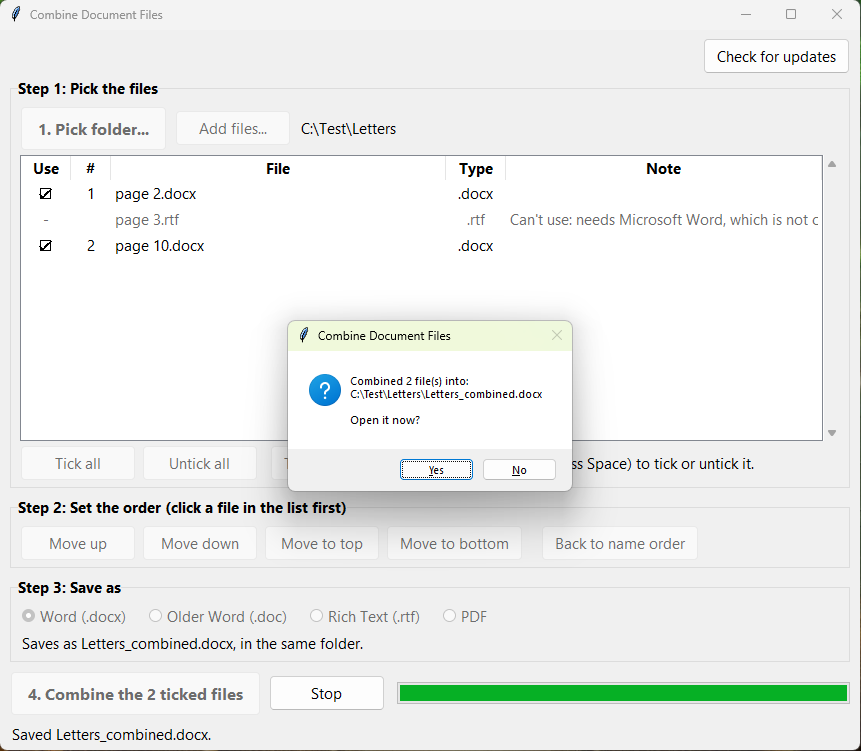 Combine Document Files
Check for updates
Step 1: Pick the files
1. Pick folder... Add files... C:\Test\Letters
Use # File Type Note
1 page 2.docx .docx
- page 3.rtf .rtf Can't use: needs Microsoft Word, which is not c
2 page 10.docx .docx
Combine Document Files
Combined 2 file(s) into:
C:\Test\Letters\Letters_combined.docx
Open it now?
Yes No
Tick all Untick all ss Space) to tick or untick it.
Step 2: Set the order (click a file in the list first)
Move up Move down Move to top Move to bottom Back to name order
Step 3: Save as
Word (.docx) Older Word (.doc) Rich Text (.rtf) PDF
Saves as Letters_combined.docx, in the same folder.
4. Combine the 2 ticked files Stop
Saved Letters_combined.docx.